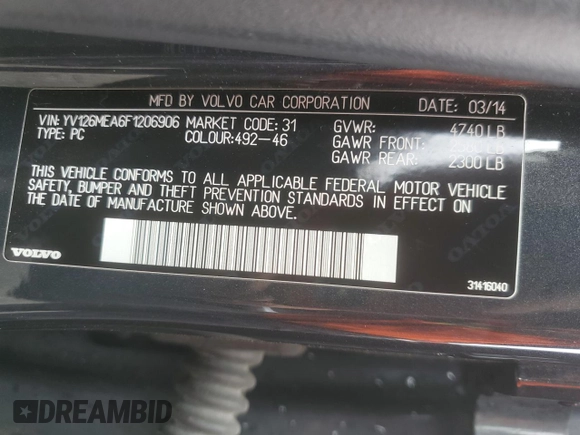 MFD BY VOLVO CAR CORPORATION DATE: 03/14
VIN: YV126MEA6F1206906 MARKET CODE: 31 GVWR: 4740 LB
TYPE: PC COLOUR: 492-46 GAWR FRONT: LB
GAWR REAR: 2300 LB
THIS VEHICLE CONFORMS TO ALL APPLICABLE FEDERAL MOTOR VEHICLE
SAFETY, BUMPER AND THEFT PREVENTION STANDARDS IN EFFECT ON
THE DATE OF MANUFACTURE SHOWN ABOVE.
VOLVO 31416040
DREAMBID